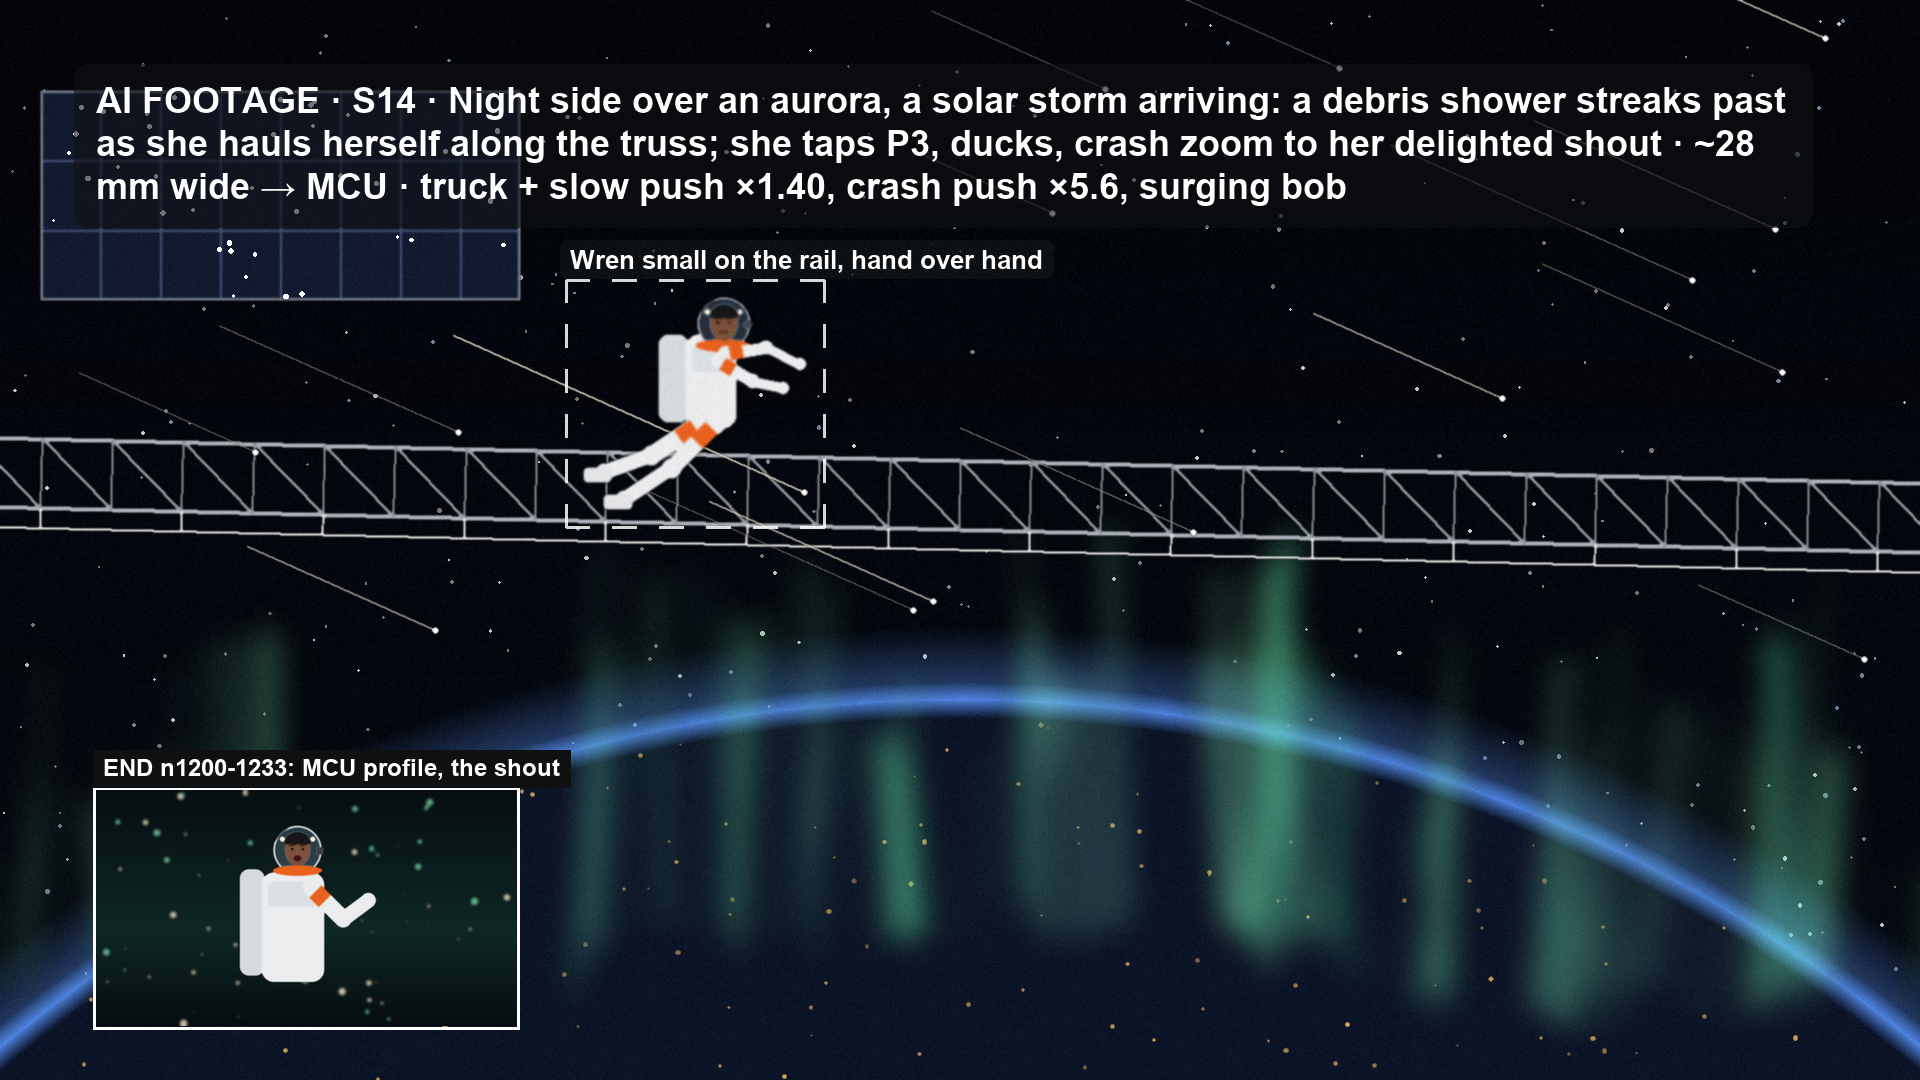 AI FOOTAGE · S14 · Night side over an aurora, a solar storm arriving: a debris shower streaks past
as she hauls herself along the truss; she taps P3, ducks, crash zoom to her delighted shout · ~28
mm wide → MCU · truck + slow push ×1.40, crash push ×5.6, surging bob
Wren small on the rail, hand over hand
END n1200-1233: MCU profile, the shout